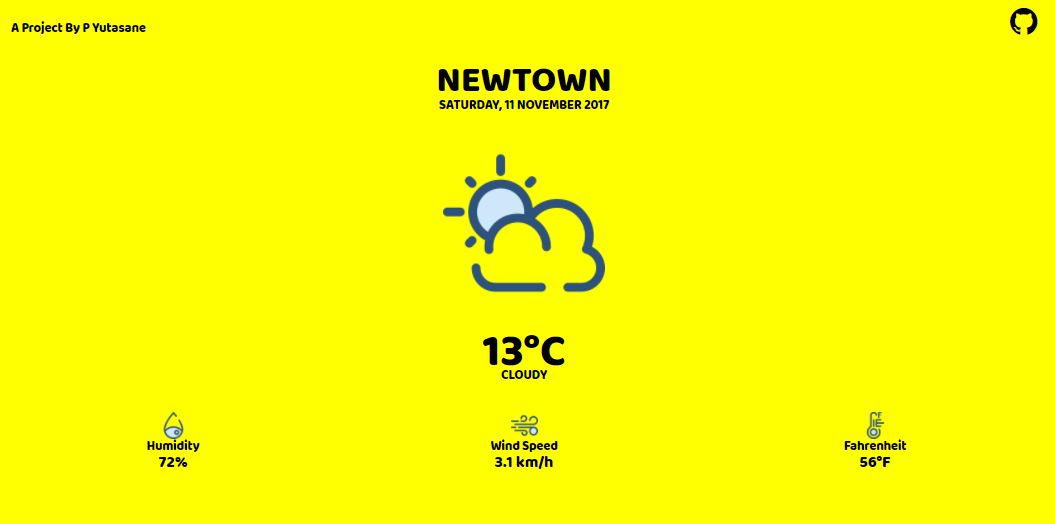 A Project By P Yutasane
NEWTOWN
SATURDAY, 11 NOVEMBER 2017
13°C
CLOUDY
Humidity
72%
Wind Speed
3.1 km/h
Fahrenheit
56°F